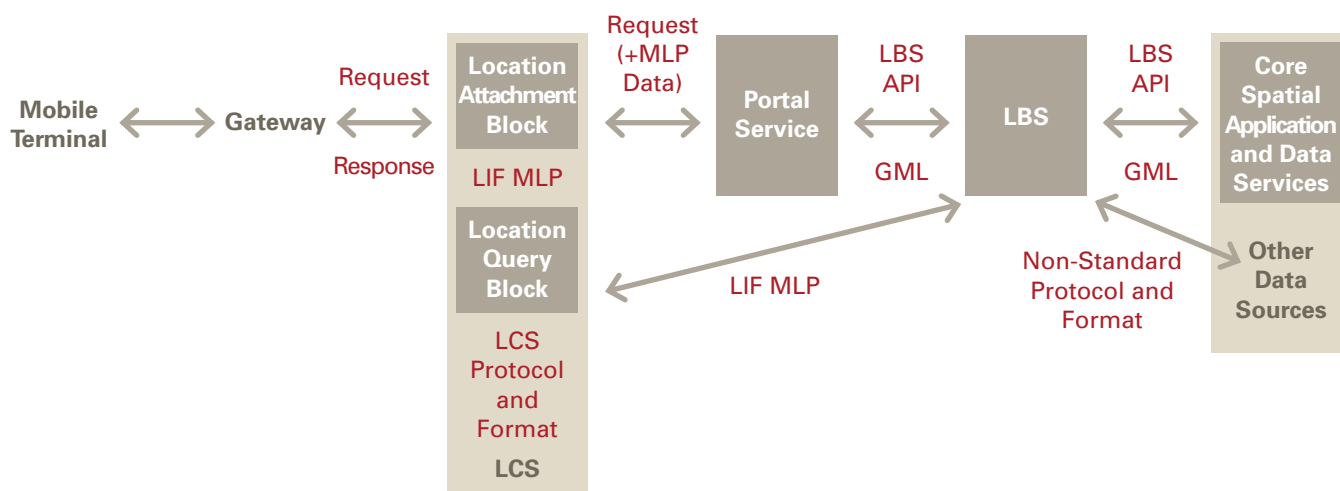 Mobile
Terminal
Gateway
Request
Response
Location
Attachment
Block
LIF MLP
Location
Query
Block
LCS
Protocol
and
Format
LCS
Request
(+MLP
Data)
Portal
Service
LBS
API
GML
LIF MLP
LBS
LBS
API
GML
Non-Standard
Protocol and
Format
Core
Spatial
Application
and Data
Services
Other
Data
Sources